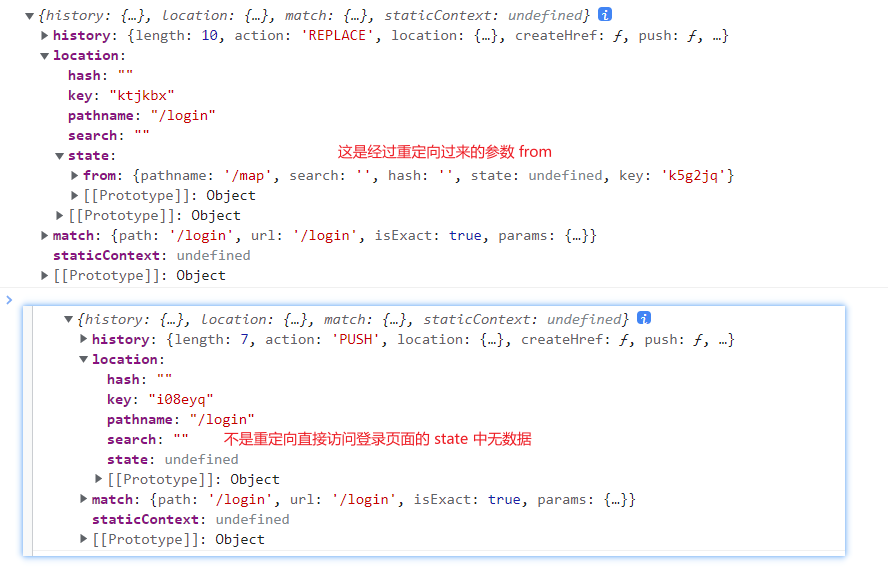 ▼{history: {…}, location: {…}, match: {…}, staticContext: undefined} i
▶history: {length: 10, action: 'REPLACE', location: {…}, createHref: ƒ, push: ƒ, …}
▼location:
hash: ""
key: "ktjkbx"
pathname: "/login"
search: ""
▼state: 这是经过重定向过来的参数 from
▶from: {pathname: '/map', search: '', hash: '', state: undefined, key: 'k5g2jq'}
▶[[Prototype]]: Object
▶[[Prototype]]: Object
▶match: {path: '/login', url: '/login', isExact: true, params: {…}}
staticContext: undefined
▶[[Prototype]]: Object
>
▼{history: {…}, location: {…}, match: {…}, staticContext: undefined} i
▶history: {length: 7, action: 'PUSH', location: {…}, createHref: ƒ, push: ƒ, …}
▼location:
hash: ""
key: "i08eyq"
pathname: "/login"
search: "" 不是重定向直接访问登录页面的 state 中无数据
state: undefined
▶[[Prototype]]: Object
▶match: {path: '/login', url: '/login', isExact: true, params: {…}}
staticContext: undefined
▶[[Prototype]]: Object